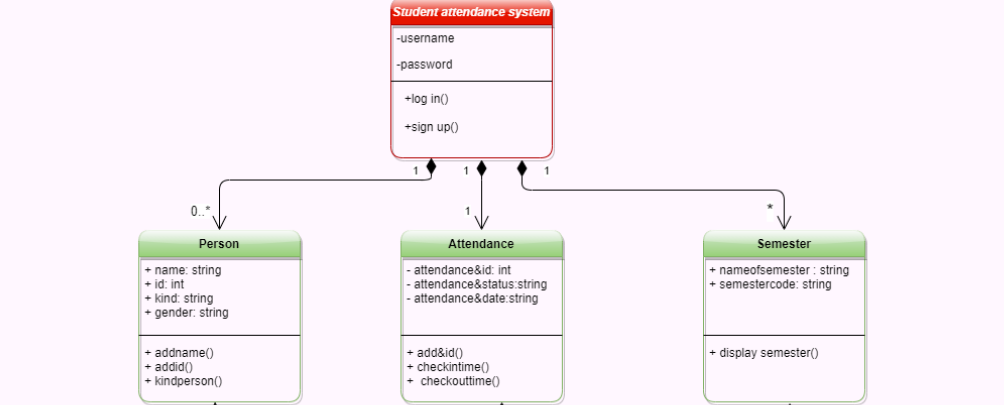 Student attendance system
-username
-password
+log in()
+sign up()
1
1
1
0..*
1
*
Person
+ name: string
+ id: int
+ kind: string
+ gender: string
+ addname()
+ addid()
+ kindperson()
Attendance
- attendance&id: int
- attendance&status:string
- attendance&date:string
+ add&id()
+ checkintime()
+ checkouttime()
Semester
+ nameofsemester : string
+ semestercode: string
+ display semester()